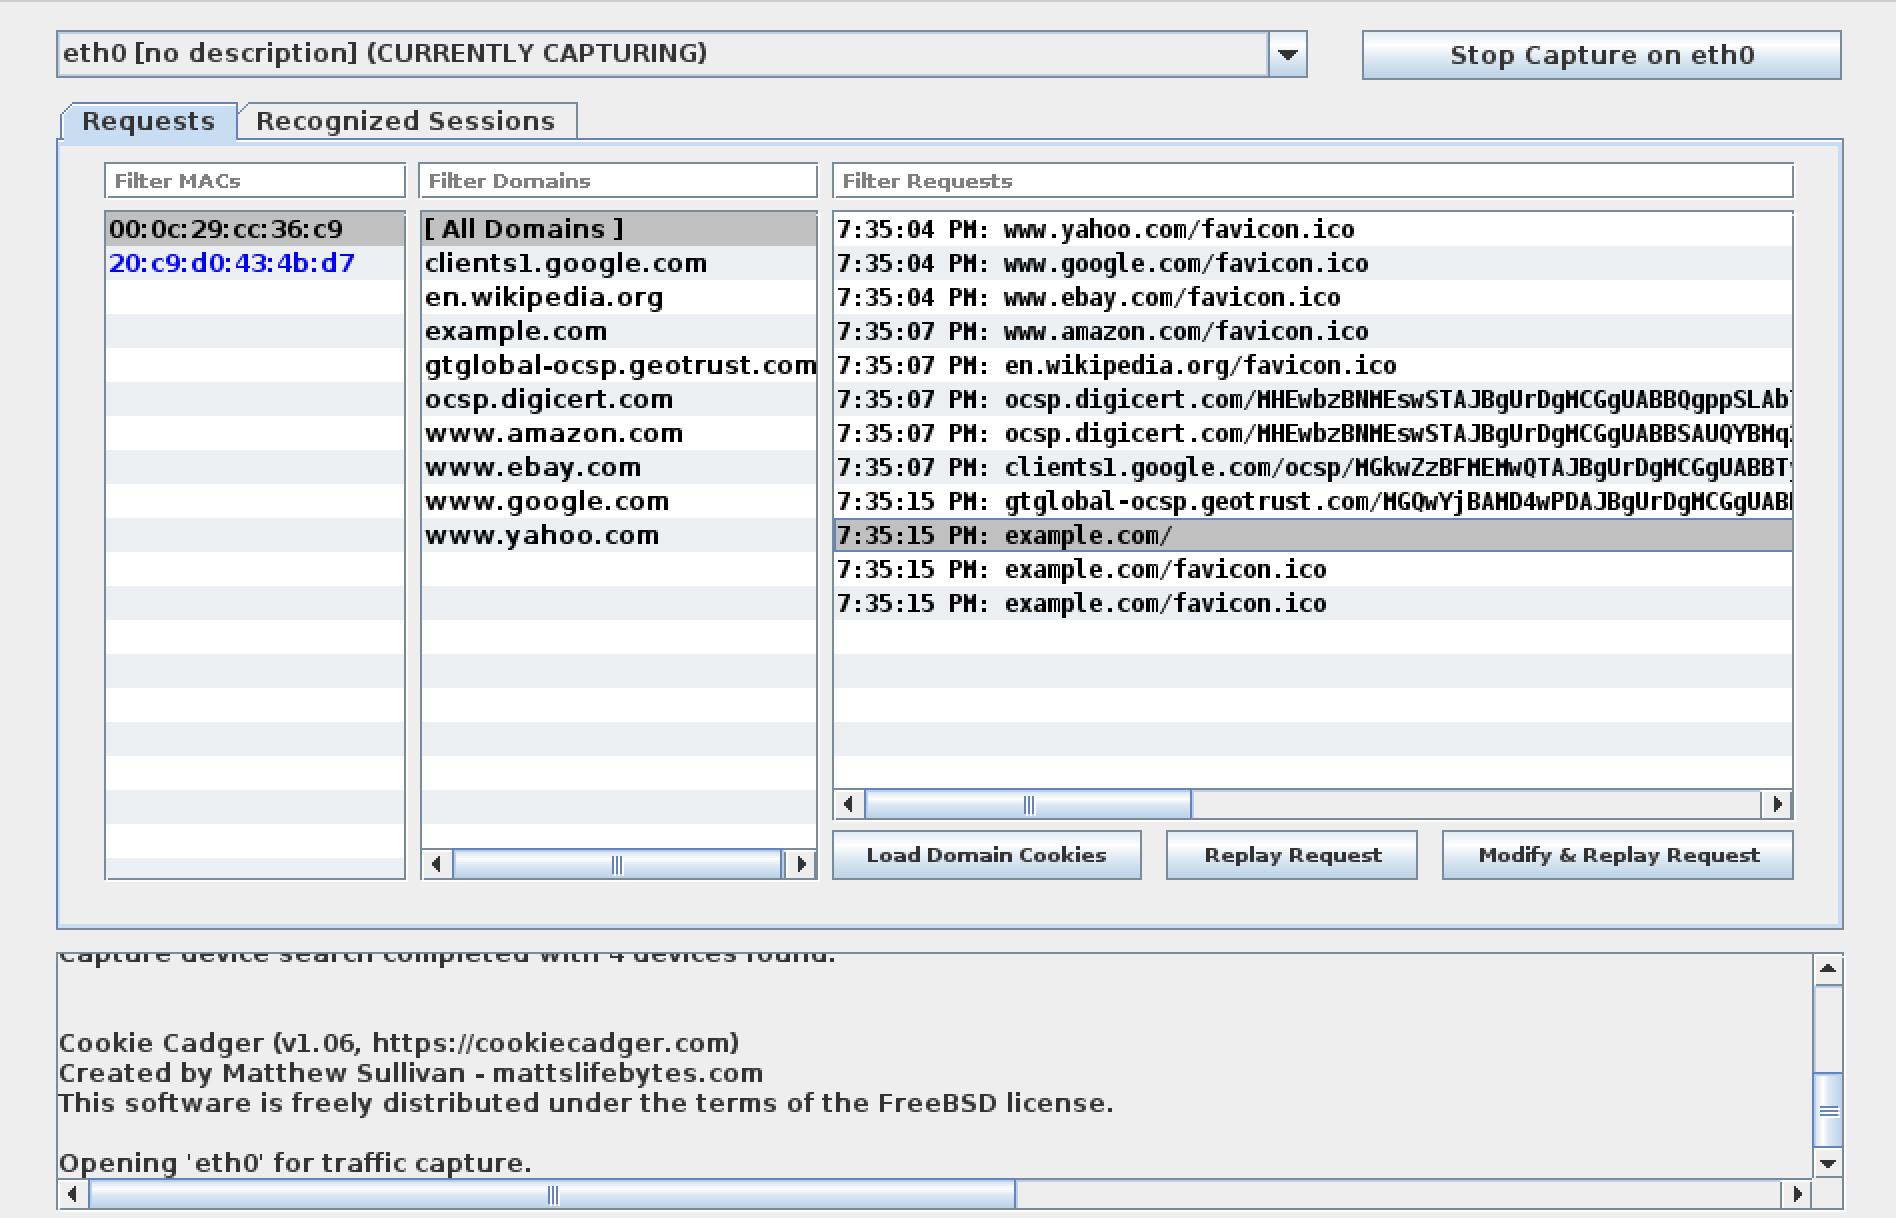 eth0 [no description] (CURRENTLY CAPTURING)
Stop Capture on eth0
Requests
Recognized Sessions
Filter MACs
Filter Domains
Filter Requests
00:0c:29:cc:36:c9
20:c9:d0:43:4b:d7
[ All Domains ]
clients1.google.com
en.wikipedia.org
example.com
gtglobal-ocsp.geotrust.com
ocsp.digicert.com
www.amazon.com
www.ebay.com
www.google.com
www.yahoo.com
7:35:04 PM: www.yahoo.com/favicon.ico
7:35:04 PM: www.google.com/favicon.ico
7:35:04 PM: www.ebay.com/favicon.ico
7:35:07 PM: www.amazon.com/favicon.ico
7:35:07 PM: en.wikipedia.org/favicon.ico
7:35:07 PM: ocsp.digicert.com/MHEwbzBNMEswSTAJBgUrDgMCGgUABBQgppSLAb
7:35:07 PM: ocsp.digicert.com/MHEwbzBNMEswSTAJBgUrDgMCGgUABBSAUQYBMq
7:35:07 PM: clients1.google.com/ocsp/MGkwZzBFMEMwQTAJBgUrDgMCGgUABBT
7:35:15 PM: gtglobal-ocsp.geotrust.com/MGQwYjBAMD4wPDAJBgUrDgMCGgUAB
7:35:15 PM: example.com/
7:35:15 PM: example.com/favicon.ico
7:35:15 PM: example.com/favicon.ico
Load Domain Cookies
Replay Request
Modify & Replay Request
Capture device search completed with 4 devices found.
Cookie Cadger (v1.06, https://cookiecadger.com)
Created by Matthew Sullivan - mattslifebytes.com
This software is freely distributed under the terms of the FreeBSD license.
Opening 'eth0' for traffic capture.